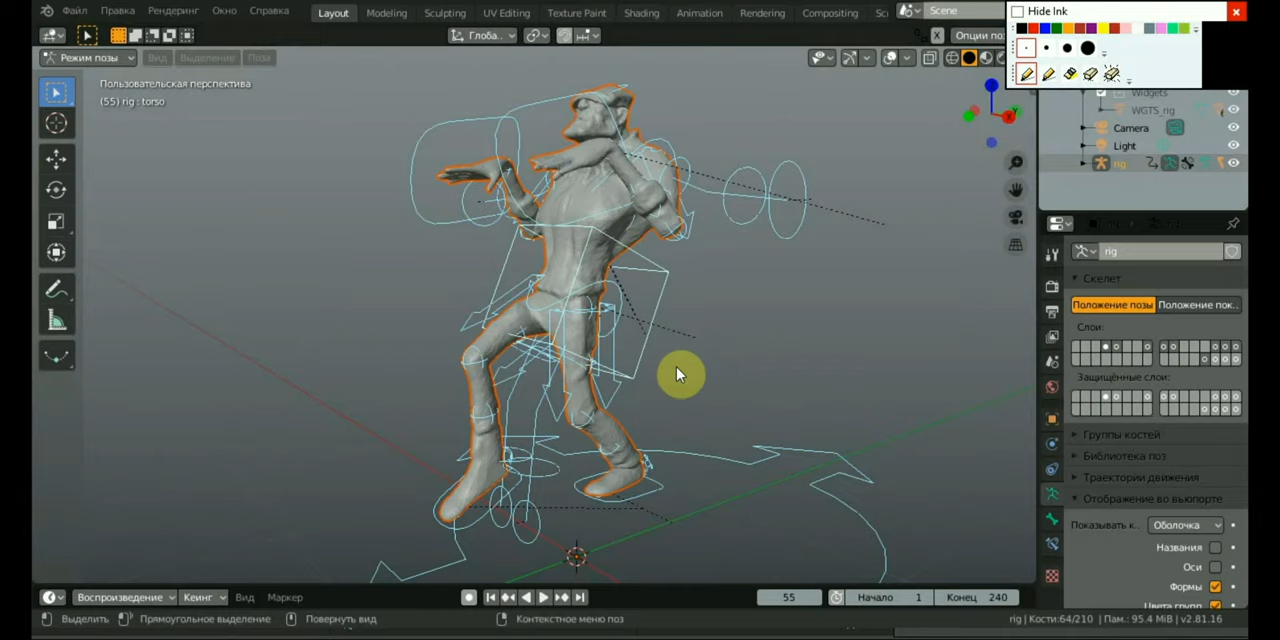 Файл Правка Рендеринг Окно Справка Layout Modeling Sculpting UV Editing Texture Paint Shading Animation Rendering Compositing Sc Scene
Hide Ink
Глоба.. Опции поз
Режим позы Вид Выделение Поза
Пользовательская перспектива
(55) rig : torso
Widgets
WGTS_rig
Camera
Light
rig
rig
Скелет
Положение позы Положение пок..
Слои:
Защищённые слои:
Группы костей
Библиотека поз
Траектории движения
Отображение во вьюпорте
Показывать к.. Оболочка
Названия
Оси
Формы
Цвета групп
Воспроизведение Кеинг Вид Маркер 55 Начало 1 Конец 240
Выделить Прямоугольное выделение Повернуть вид Контекстное меню поз rig | Кости:64/210 | Пам.: 95.4 MiB | v2.81.16